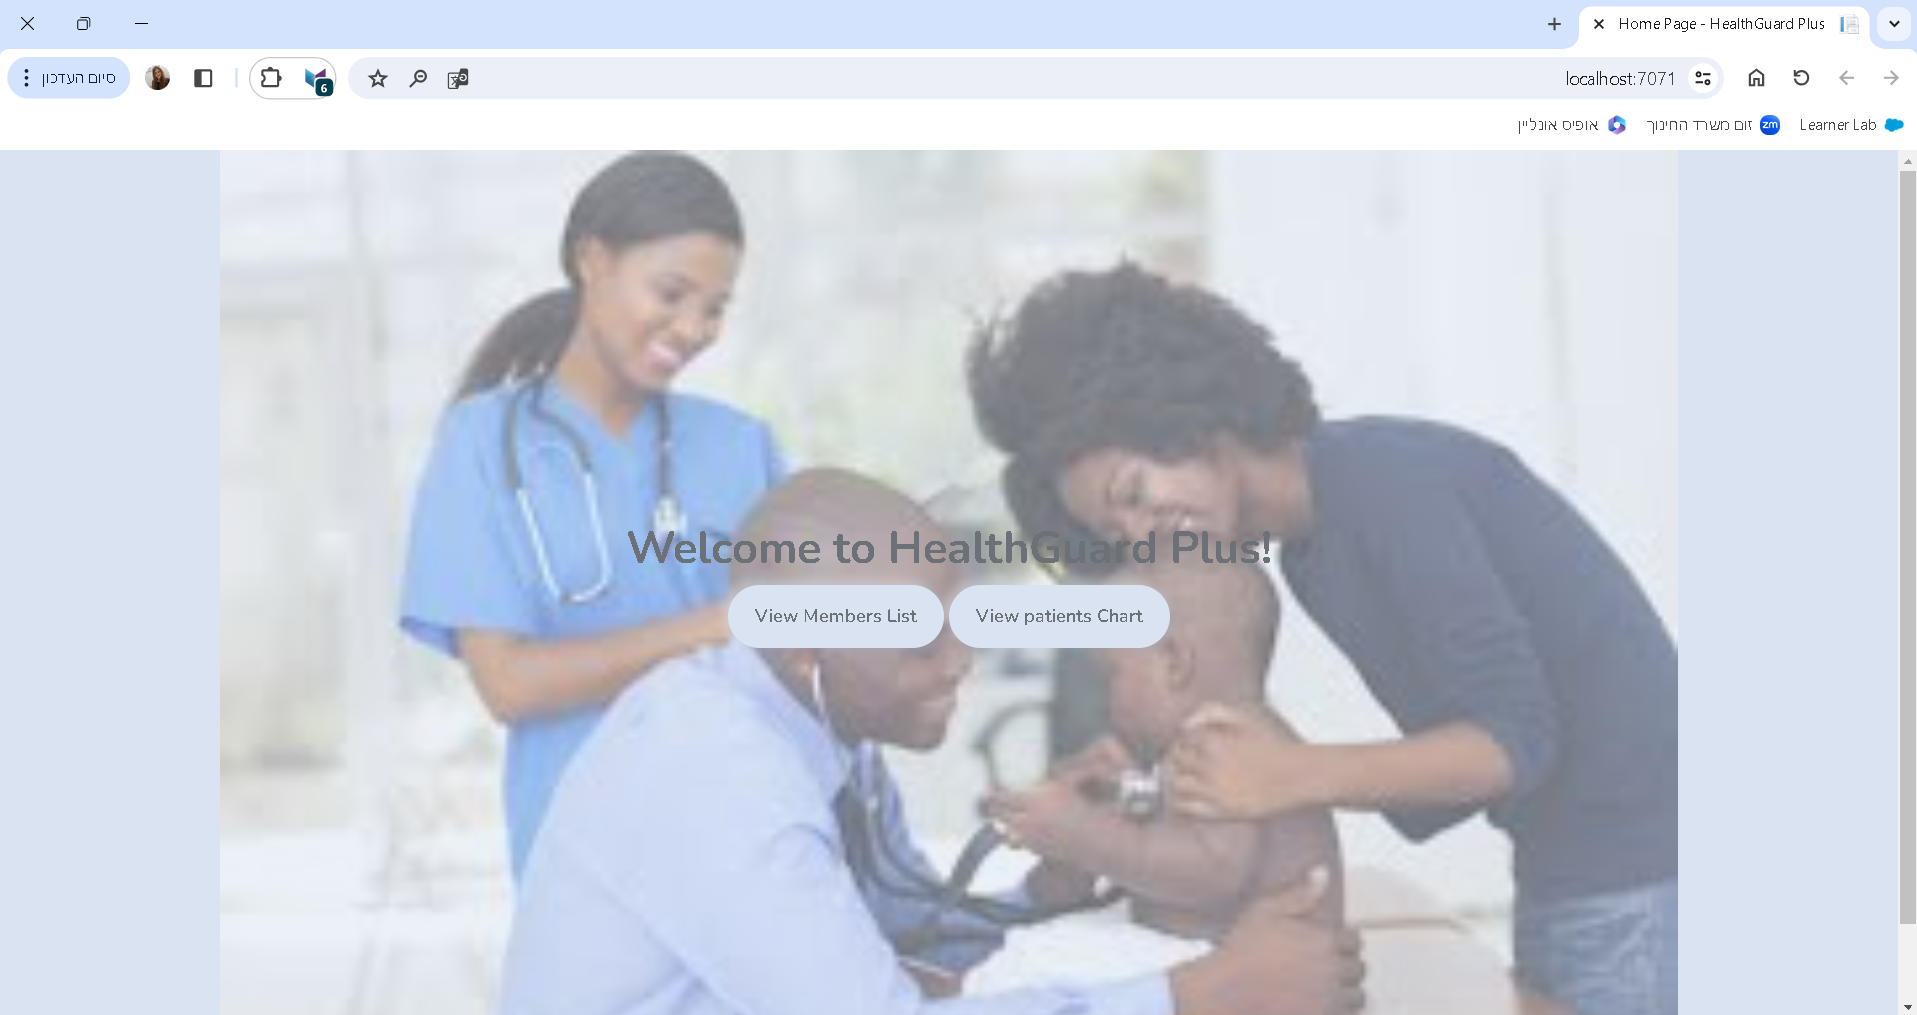 Home Page - HealthGuard Plus
סיום העדכון
6
localhost:7071
Learner Lab
zm זום משרד החינוך
אופיס אונליין
Welcome to HealthGuard Plus!
View Members List
View patients Chart